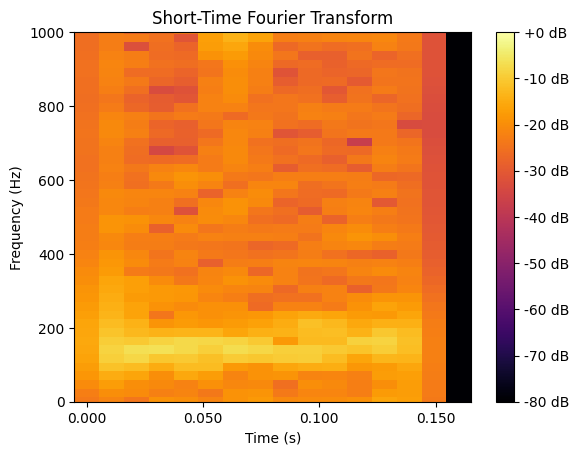 Short-Time Fourier Transform
1000
800
600
400
200
0
Frequency (Hz)
0.000
0.050
0.100
0.150
Time (s)
+0 dB
-10 dB
-20 dB
-30 dB
-40 dB
-50 dB
-60 dB
-70 dB
-80 dB